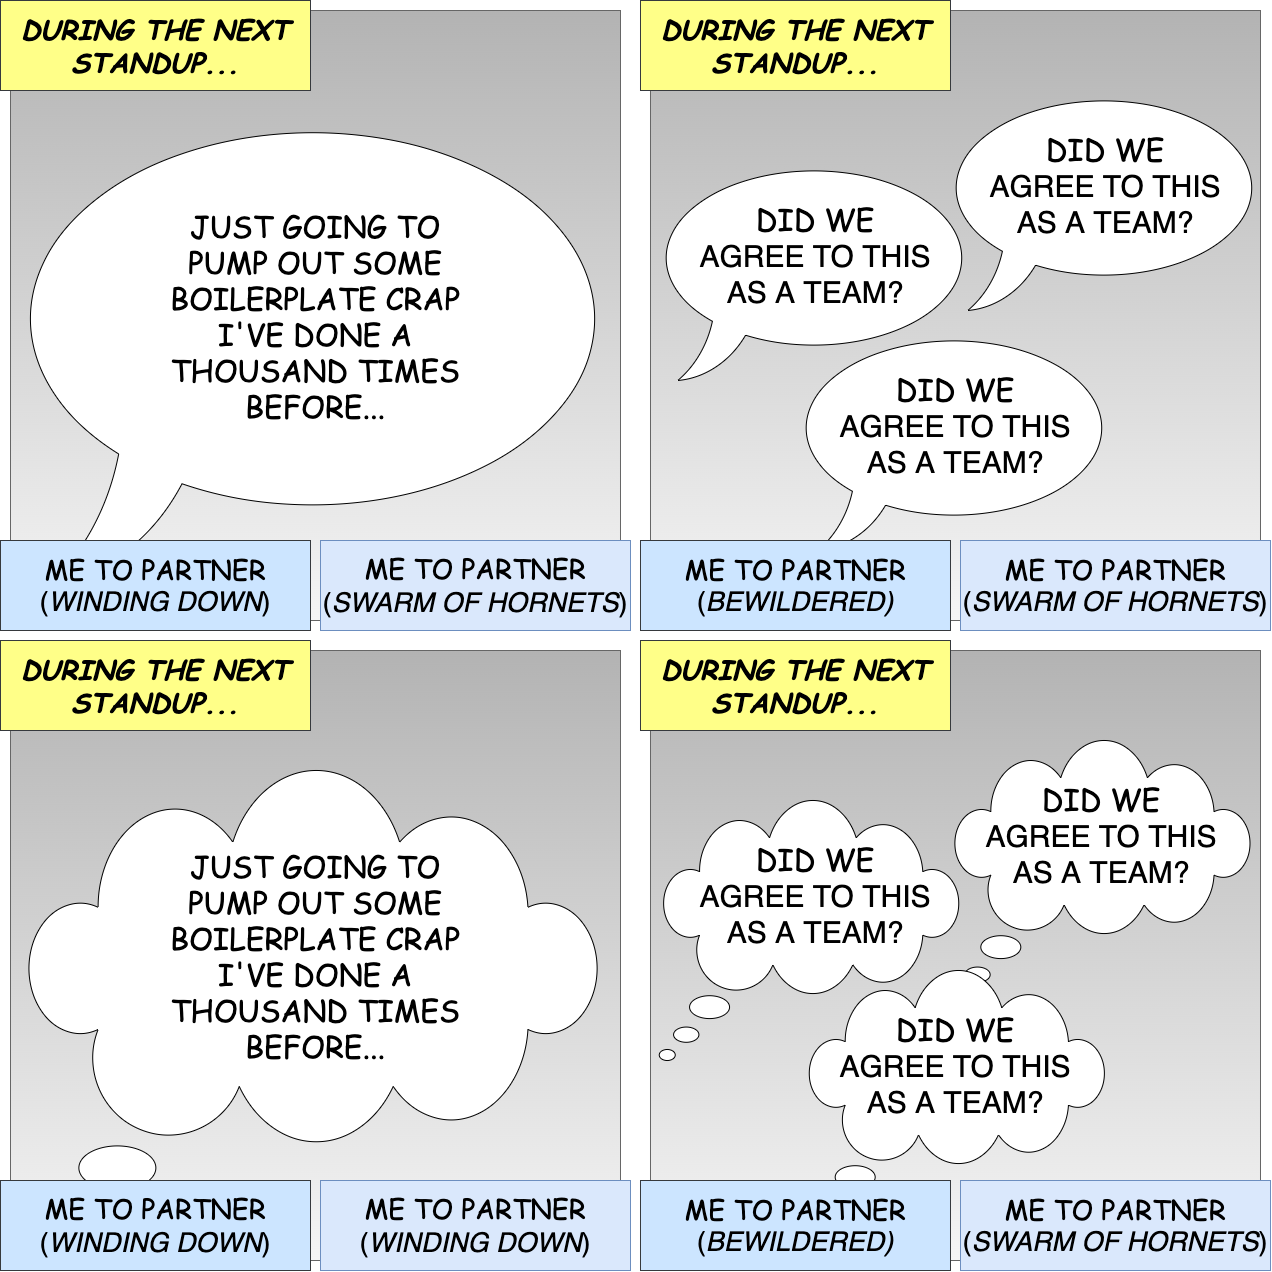 DURING THE NEXT
STANDUP...
JUST GOING TO
PUMP OUT SOME
BOILERPLATE CRAP
I'VE DONE A
THOUSAND TIMES
BEFORE...
ME TO PARTNER
(WINDING DOWN)
ME TO PARTNER
(SWARM OF HORNETS)
DURING THE NEXT
STANDUP...
DID WE
AGREE TO THIS
AS A TEAM?
DID WE
AGREE TO THIS
AS A TEAM?
DID WE
AGREE TO THIS
AS A TEAM?
ME TO PARTNER
(BEWILDERED)
ME TO PARTNER
(SWARM OF HORNETS)
DURING THE NEXT
STANDUP...
JUST GOING TO
PUMP OUT SOME
BOILERPLATE CRAP
I'VE DONE A
THOUSAND TIMES
BEFORE...
ME TO PARTNER
(WINDING DOWN)
ME TO PARTNER
(WINDING DOWN)
DURING THE NEXT
STANDUP...
DID WE
AGREE TO THIS
AS A TEAM?
DID WE
AGREE TO THIS
AS A TEAM?
DID WE
AGREE TO THIS
AS A TEAM?
ME TO PARTNER
(BEWILDERED)
ME TO PARTNER
(SWARM OF HORNETS)